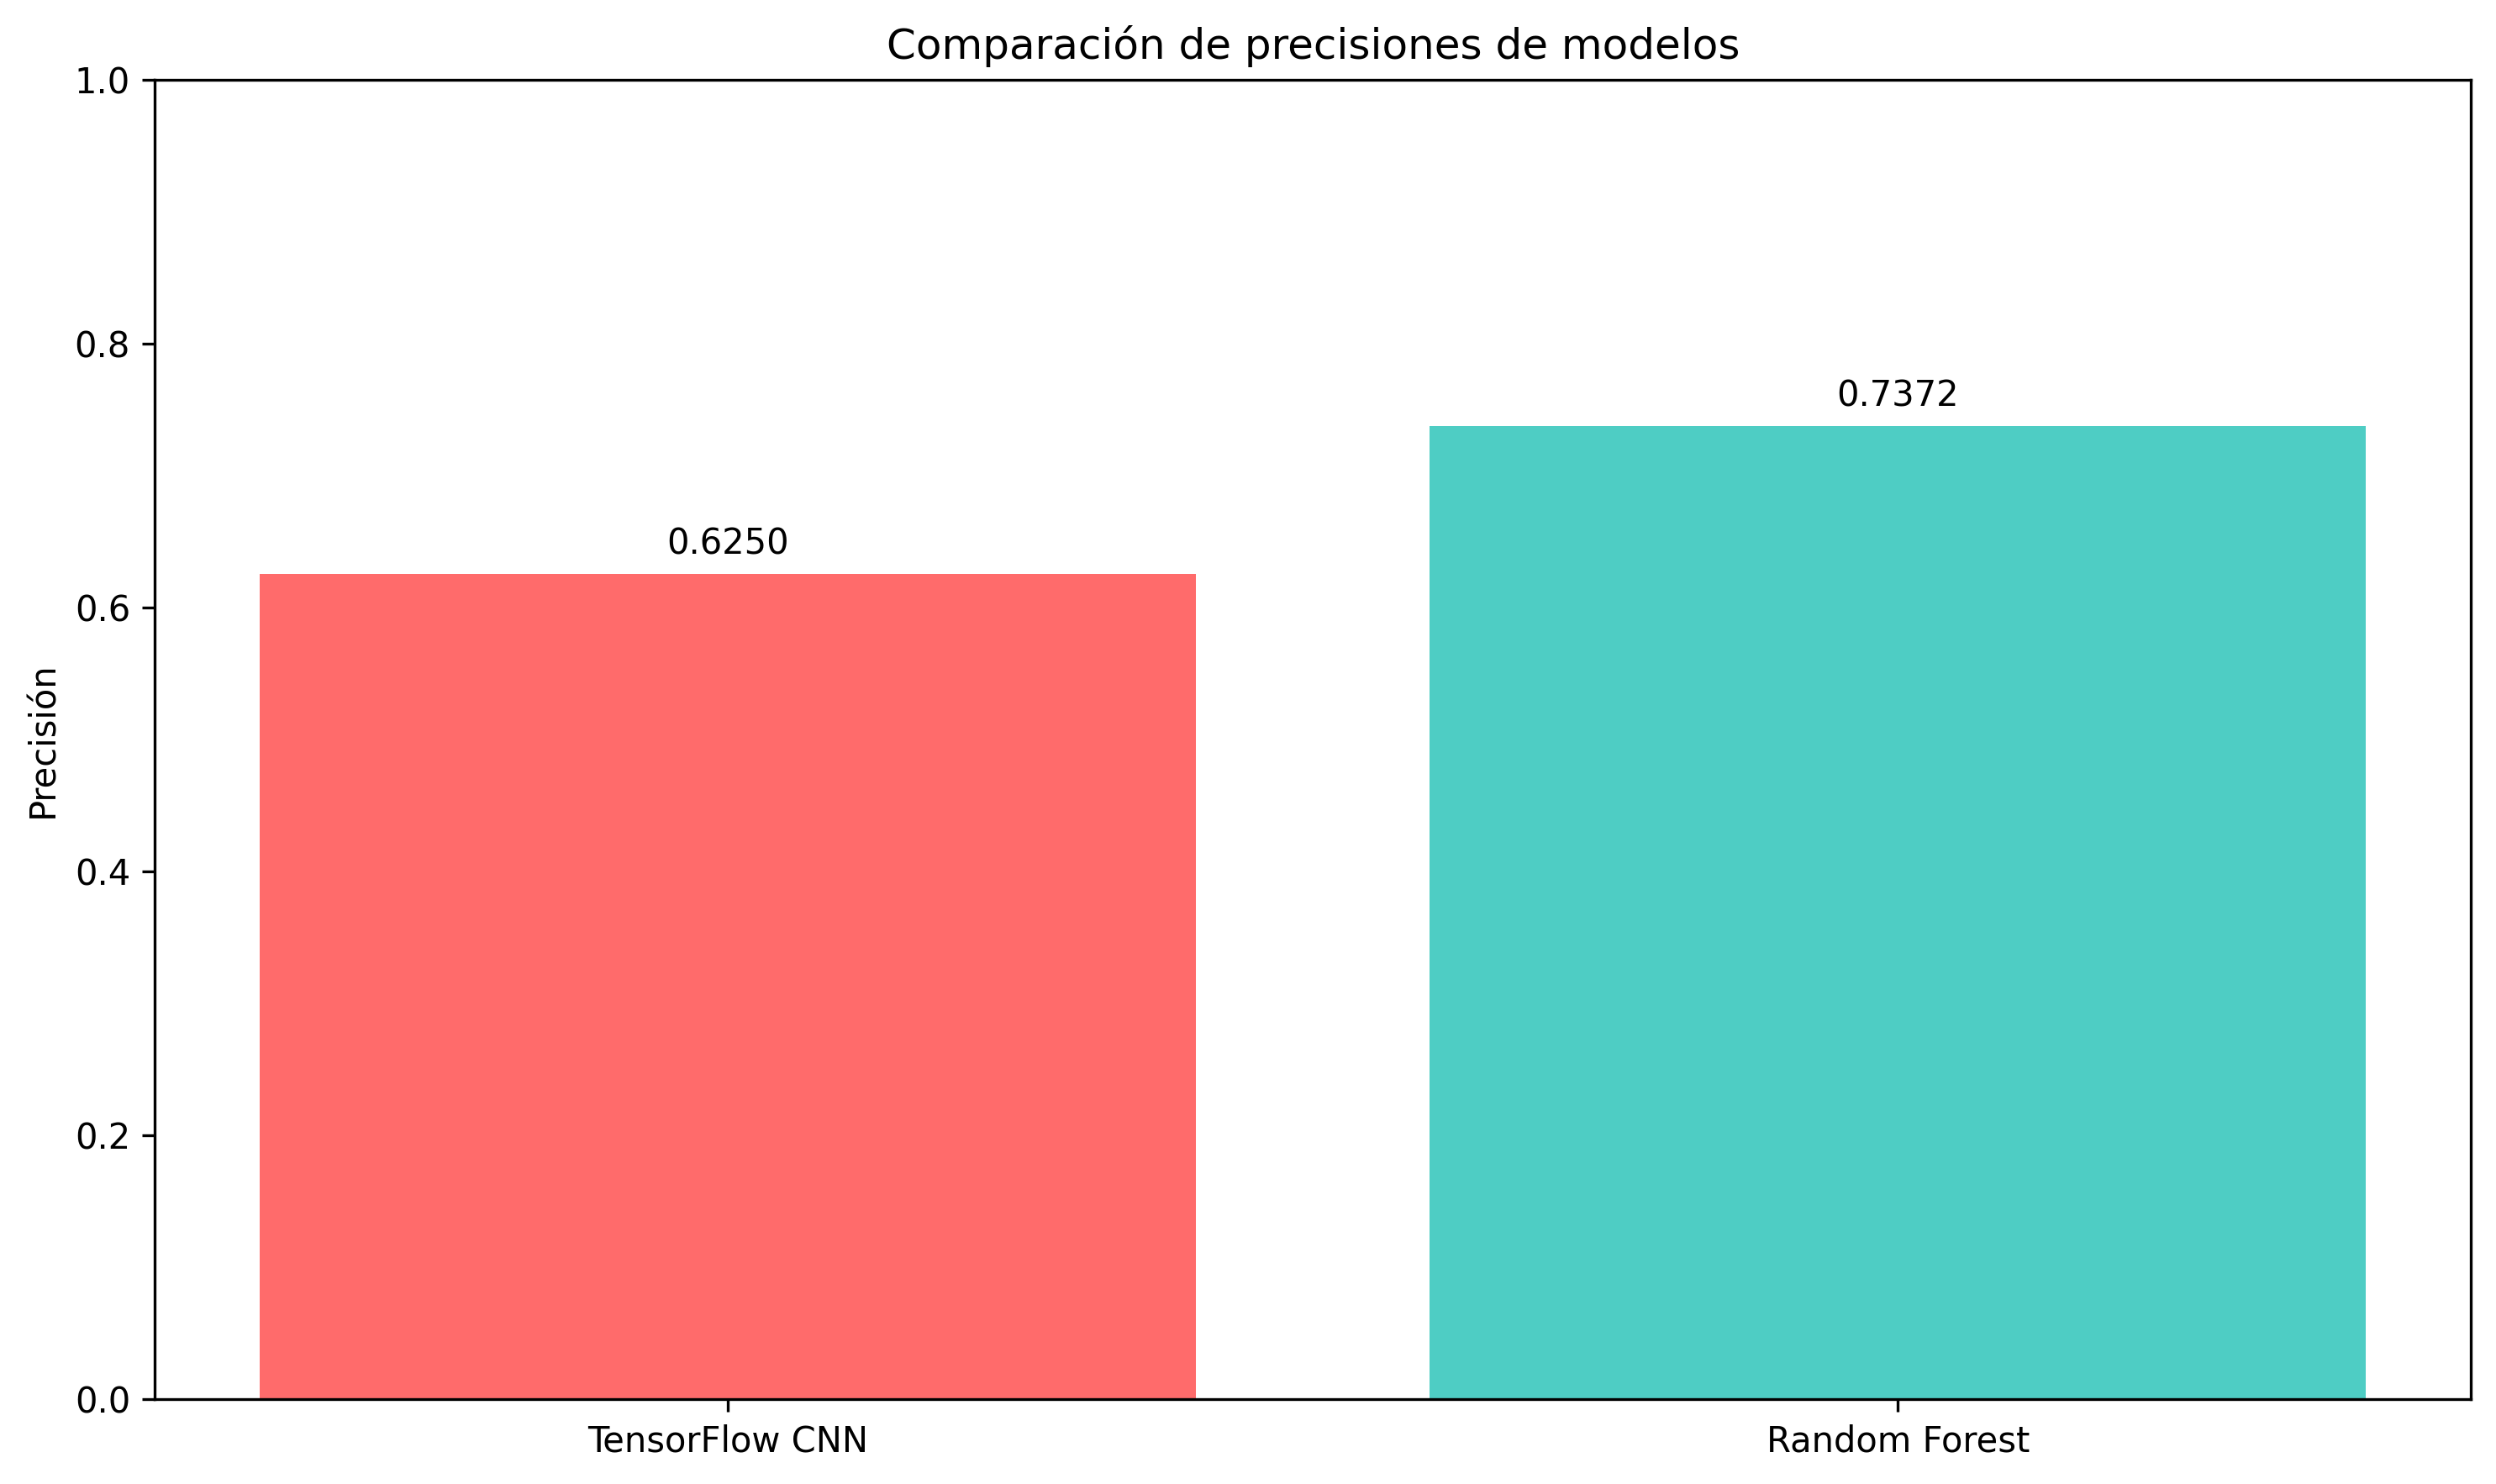 Comparación de precisiones de modelos
1.0
0.8
0.6
0.4
0.2
0.0
Precisión
0.6250
0.7372
TensorFlow CNN
Random Forest